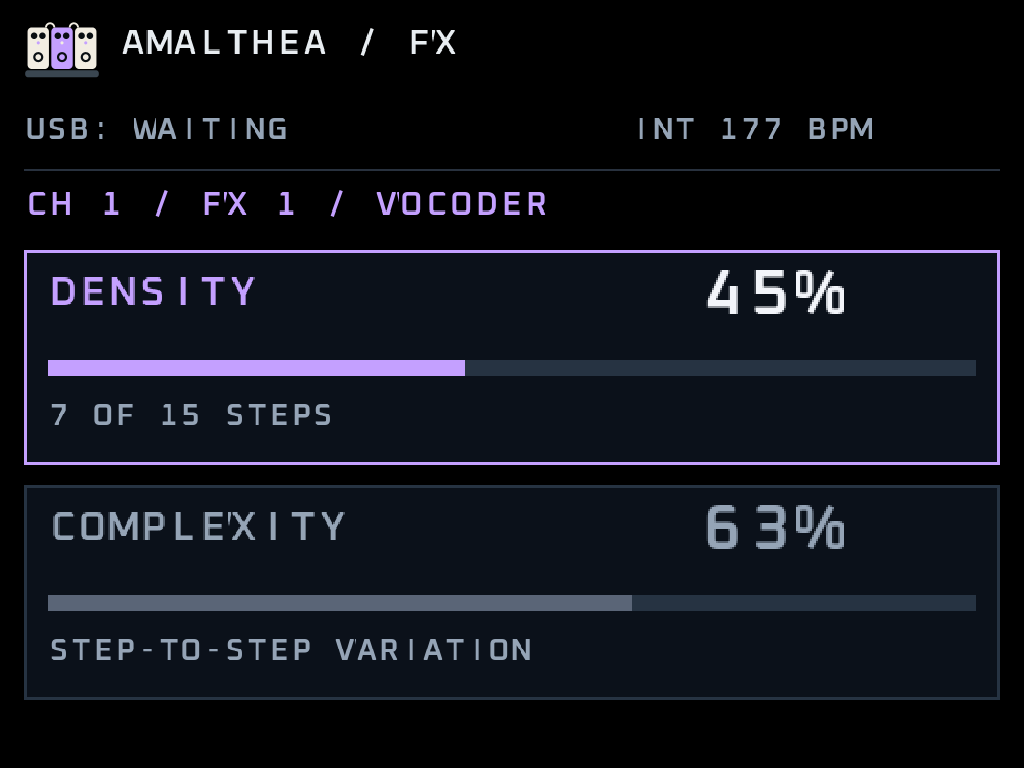 AMALTHEA / FX
USB: WAITING INT 177 BPM
CH 1 / FX 1 / VOCODER
DENSITY 45%
7 OF 15 STEPS
COMPLEXITY 63%
STEP-TO-STEP VARIATION